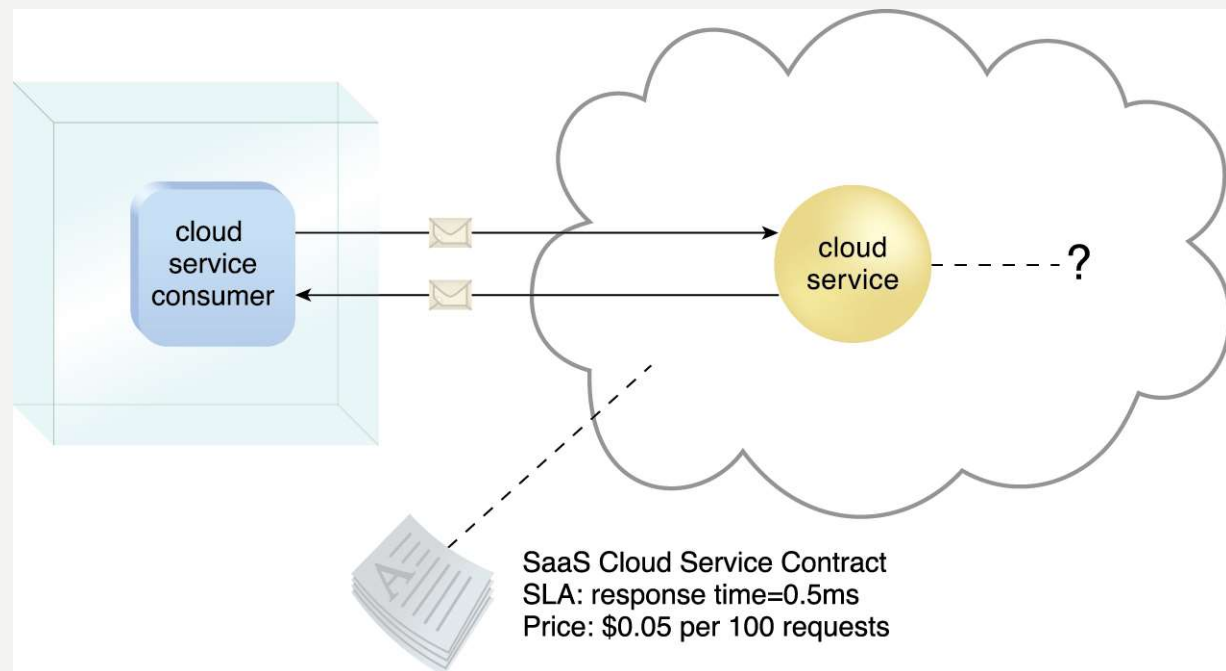 cloud
service
consumer
cloud
service
?
A
SaaS Cloud Service Contract
SLA: response time=0.5ms
Price: $0.05 per 100 requests